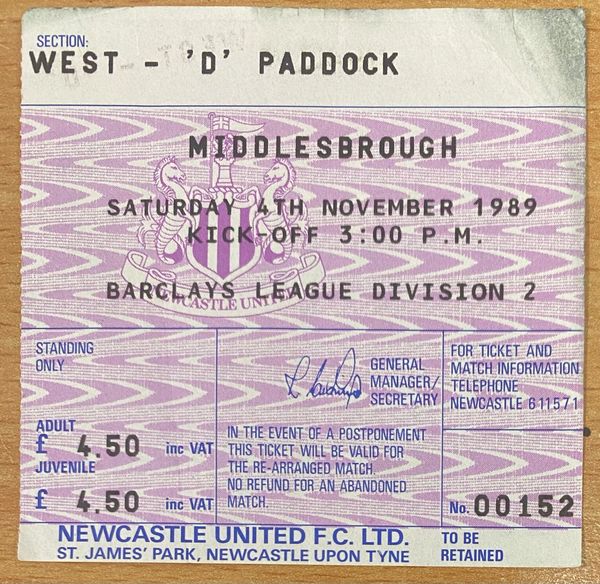 SECTION:
WEST - 'D' PADDOCK
MIDDLESBROUGH
SATURDAY 4TH NOVEMBER 1989
KICK-OFF 3:00 P.M.
NEWCASTLE UNITED
BARCLAYS LEAGUE DIVISION 2
STANDING
ONLY
ADULT
£ 4.50 inc VAT
JUVENILE
£ 4.50 inc VAT
GENERAL
MANAGER/
SECRETARY
IN THE EVENT OF A POSTPONEMENT
THIS TICKET WILL BE VALID FOR
THE RE-ARRANGED MATCH.
NO REFUND FOR AN ABANDONED
MATCH.
FOR TICKET AND
MATCH INFORMATION
TELEPHONE
NEWCASTLE 611571
No. 00152
NEWCASTLE UNITED F.C. LTD.
ST. JAMES' PARK, NEWCASTLE UPON TYNE
TO BE
RETAINED